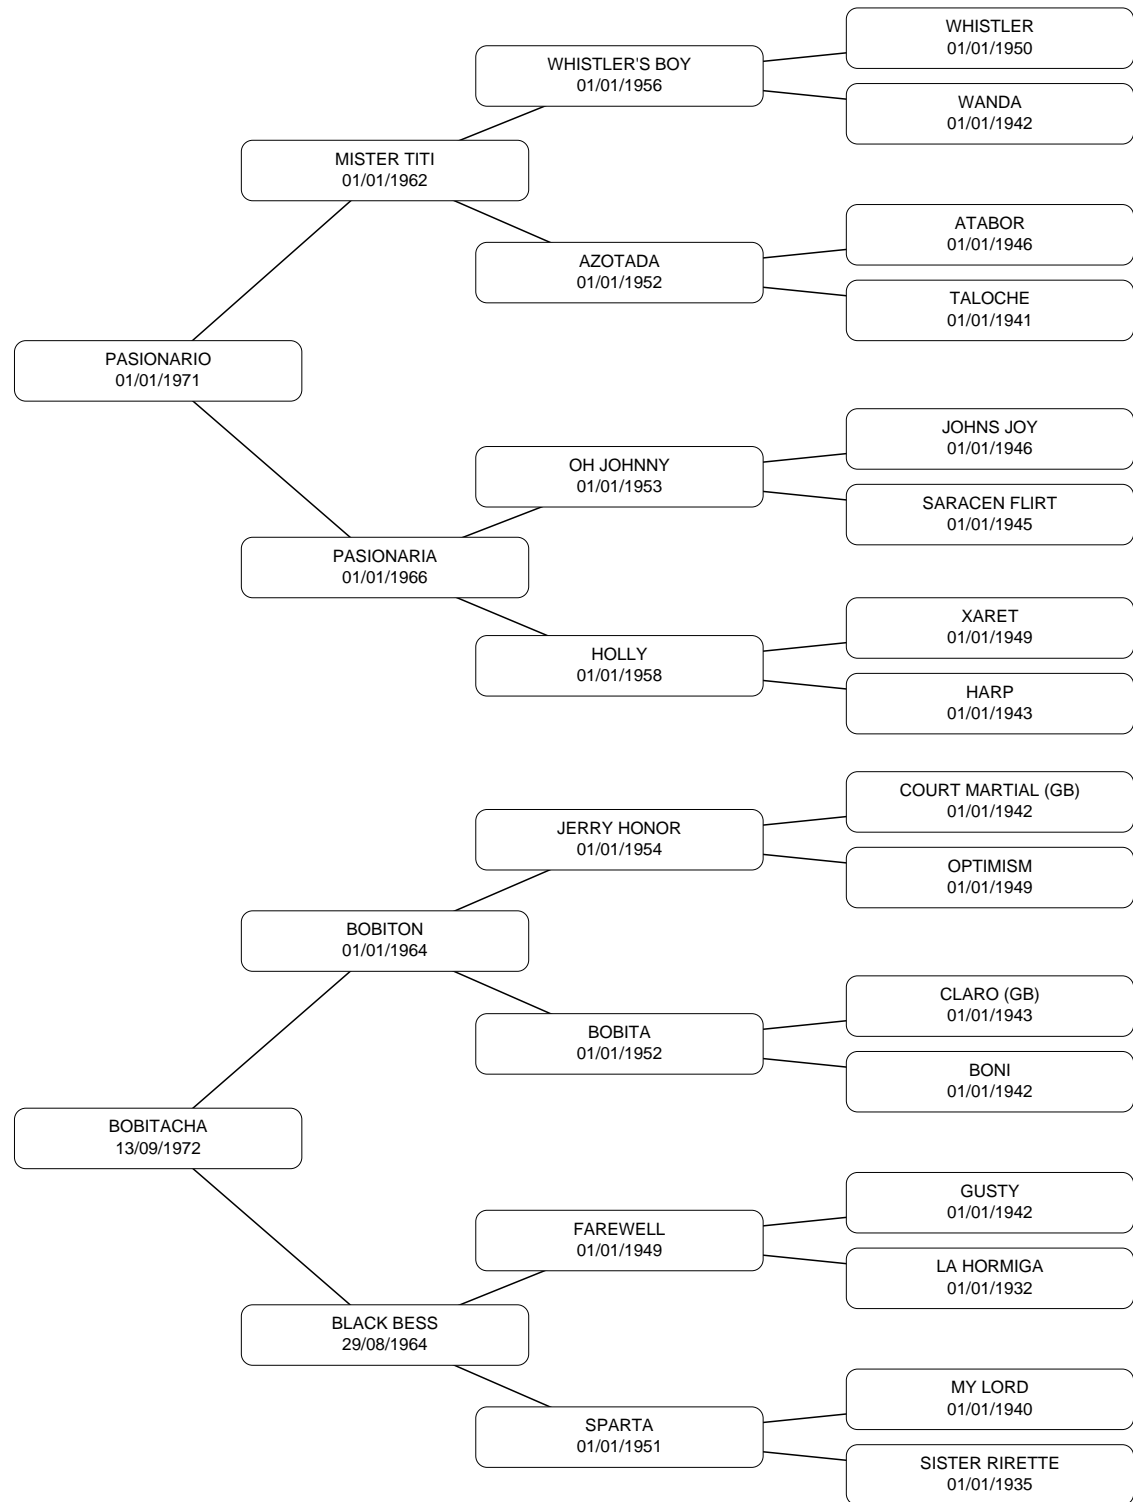 WHISTLER
01/01/1950
WHISTLER'S BOY
01/01/1956
WANDA
01/01/1942
MISTER TITI
01/01/1962
ATABOR
01/01/1946
AZOTADA
01/01/1952
TALOCHE
01/01/1941
PASIONARIO
01/01/1971
JOHNS JOY
01/01/1946
OH JOHNNY
01/01/1953
SARACEN FLIRT
01/01/1945
PASIONARIA
01/01/1966
XARET
01/01/1949
HOLLY
01/01/1958
HARP
01/01/1943
COURT MARTIAL (GB)
01/01/1942
JERRY HONOR
01/01/1954
OPTIMISM
01/01/1949
BOBITON
01/01/1964
CLARO (GB)
01/01/1943
BOBITA
01/01/1952
BONI
01/01/1942
BOBITACHA
13/09/1972
GUSTY
01/01/1942
FAREWELL
01/01/1949
LA HORMIGA
01/01/1932
BLACK BESS
29/08/1964
MY LORD
01/01/1940
SPARTA
01/01/1951
SISTER RIRETTE
01/01/1935